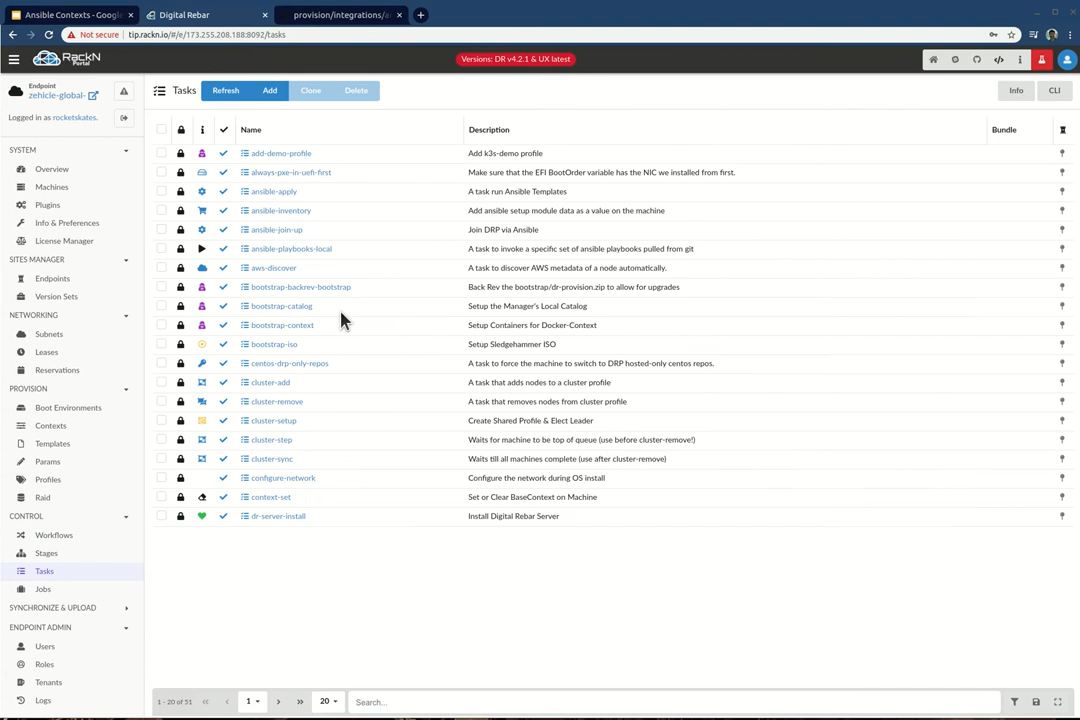 Ansible Contexts - Google
Digital Rebar
provision/integrations/a
Not secure
tip.rackn.io/#/e/173.255.208.188:8092/tasks
RackN
Portal
Versions: DR v4.2.1 & UX latest
Endpoint
zehicle-global-
Logged in as rocketskates.
Tasks
Refresh
Add
Clone
Delete
Info
CLI
SYSTEM
Overview
Machines
Plugins
Info & Preferences
License Manager
SITES MANAGER
Endpoints
Version Sets
NETWORKING
Subnets
Leases
Reservations
PROVISION
Boot Environments
Contexts
Templates
Params
Profiles
Raid
CONTROL
Workflows
Stages
Tasks
Jobs
SYNCHRONIZE & UPLOAD
ENDPOINT ADMIN
Users
Roles
Tenants
Logs
Name Description Bundle
add-demo-profile Add k3s-demo profile
always-pxe-in-uefi-first Make sure that the EFI BootOrder variable has the NIC we installed from first.
ansible-apply A task run Ansible Templates
ansible-inventory Add ansible setup module data as a value on the machine
ansible-join-up Join DRP via Ansible
ansible-playbooks-local A task to invoke a specific set of ansible playbooks pulled from git
aws-discover A task to discover AWS metadata of a node automatically.
bootstrap-backrev-bootstrap Back Rev the bootstrap/dr-provision.zip to allow for upgrades
bootstrap-catalog Setup the Manager's Local Catalog
bootstrap-context Setup Containers for Docker-Context
bootstrap-iso Setup Sledgehammer ISO
centos-drp-only-repos A task to force the machine to switch to DRP hosted-only centos repos.
cluster-add A task that adds nodes to a cluster profile
cluster-remove A task that removes nodes from cluster profile
cluster-setup Create Shared Profile & Elect Leader
cluster-step Waits for machine to be top of queue (use before cluster-remove!)
cluster-sync Waits till all machines complete (use after cluster-remove)
configure-network Configure the network during OS install
context-set Set or Clear BaseContext on Machine
dr-server-install Install Digital Rebar Server
1 - 20 of 51
1
20
Search...